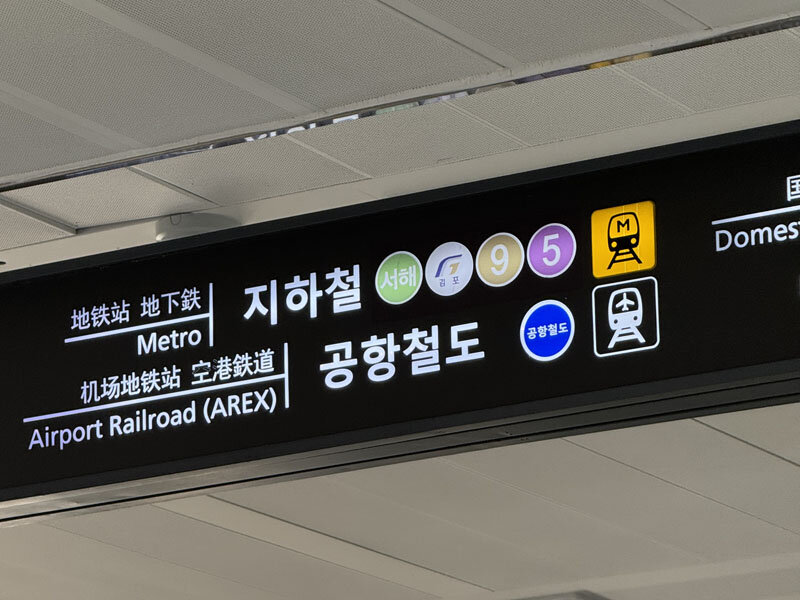 地铁站 地下鉄
Metro
지하철
서해
김포
9
5
M
机场地铁站 空港鉄道
Airport Railroad (AREX)
공항철도
공항철도